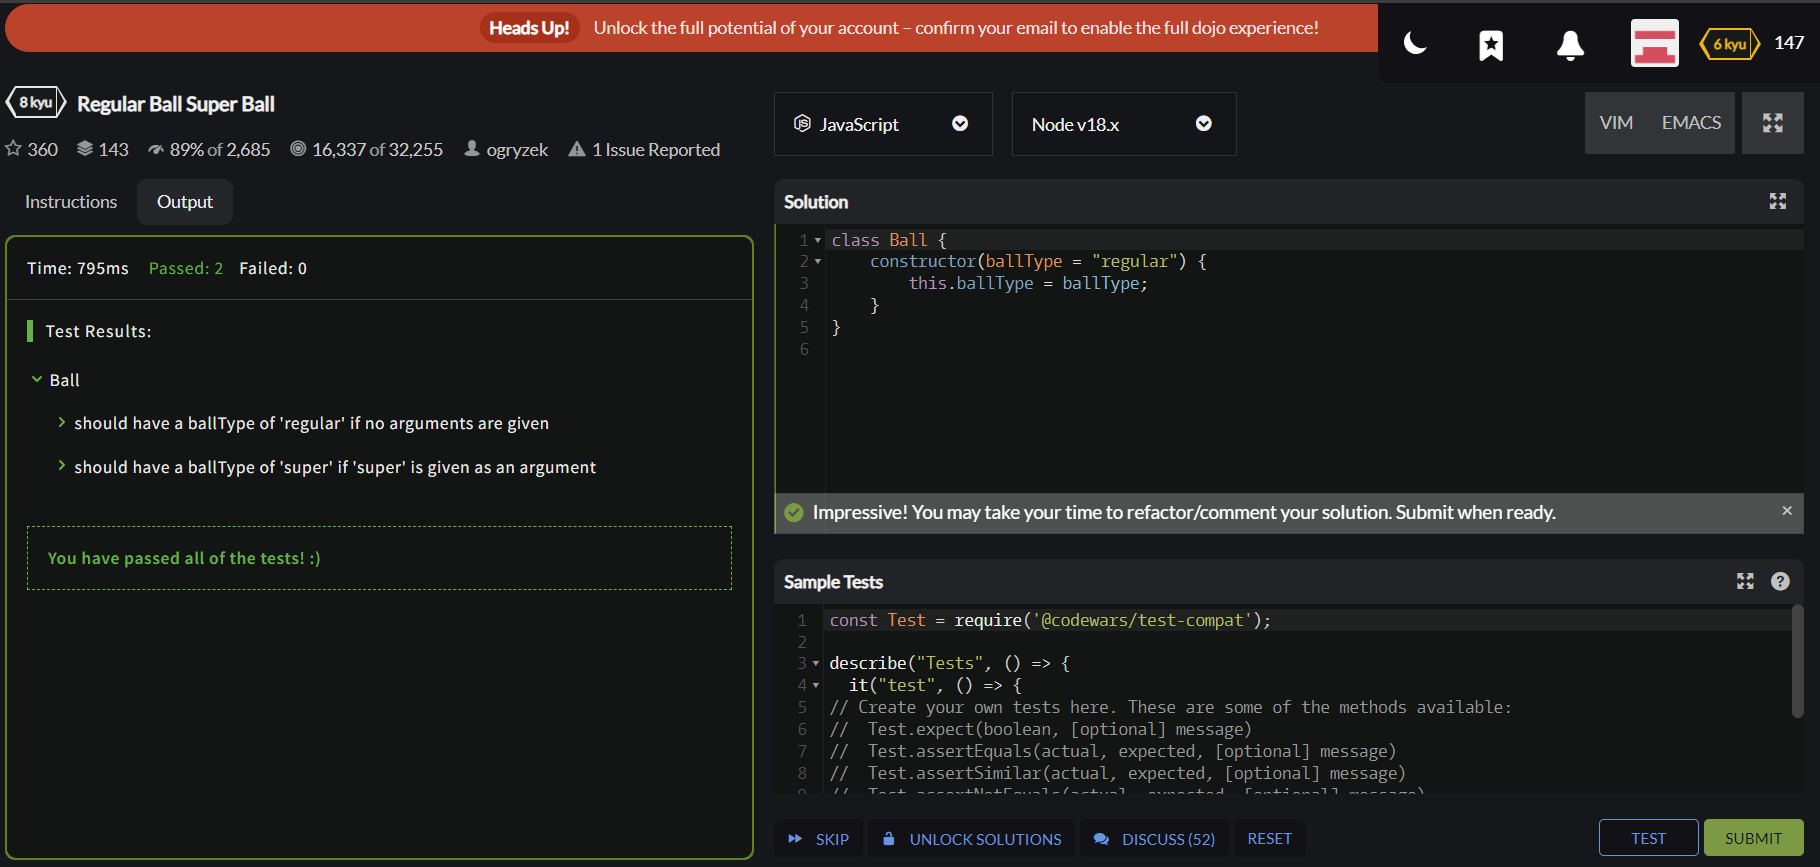 Heads Up! Unlock the full potential of your account – confirm your email to enable the full dojo experience!
6 kyu 147
8 kyu Regular Ball Super Ball
360 143 89% of 2,685 16,337 of 32,255 ogryzek 1 Issue Reported
JavaScript
Node v18.x
VIM EMACS
Instructions Output
Time: 795ms Passed: 2 Failed: 0
Test Results:
Ball
should have a ballType of 'regular' if no arguments are given
should have a ballType of 'super' if 'super' is given as an argument
You have passed all of the tests! :)
Solution
1 class Ball {
2 constructor(ballType = "regular") {
3 this.ballType = ballType;
4 }
5 }
6
Impressive! You may take your time to refactor/comment your solution. Submit when ready. ×
Sample Tests
?
1 const Test = require('@codewars/test-compat');
2
3 describe("Tests", () => {
4 it("test", () => {
5 // Create your own tests here. These are some of the methods available:
6 // Test.expect(boolean, [optional] message)
7 // Test.assertEquals(actual, expected, [optional] message)
8 // Test.assertSimilar(actual, expected, [optional] message)
9 // Test.assertNotEquals(actual, expected, [optional] message)
SKIP UNLOCK SOLUTIONS DISCUSS (52) RESET
TEST SUBMIT